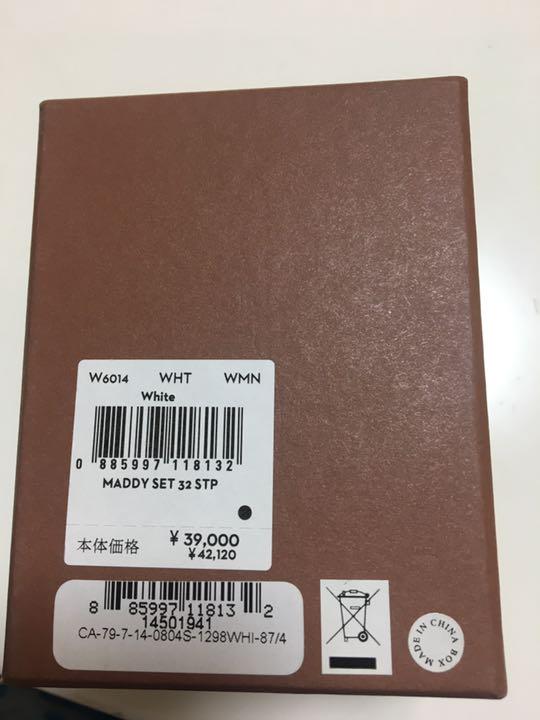 W6014 WHT WMN
White
0 885997 118132
MADDY SET 32 STP
本体価格 ¥ 39,000
¥ 42,120
8 85997 11813 2
14501941
CA-79-7-14-0804S-1298WHI-87/4
MADE IN CHINA BOX